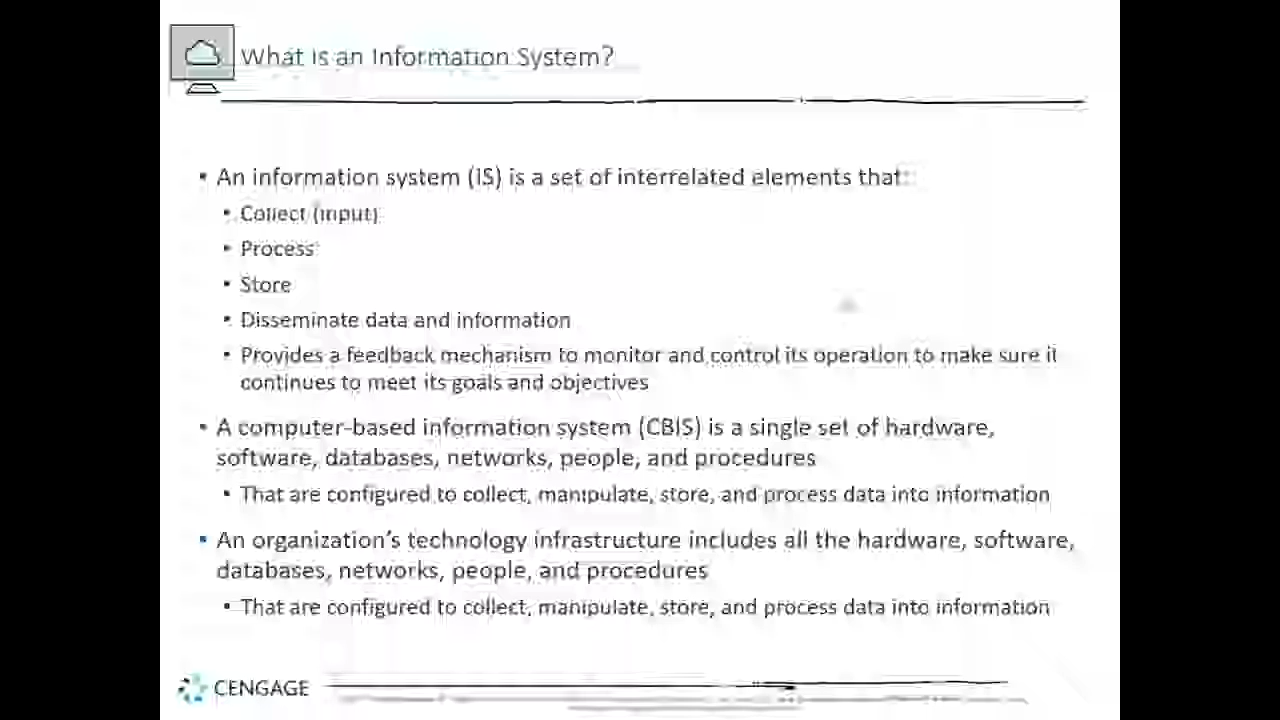 What is an Information System?
• An information system (IS) is a set of interrelated elements that:
• Collect (input)
• Process
• Store
• Disseminate data and information
• Provides a feedback mechanism to monitor and control its operation to make sure it
continues to meet its goals and objectives
• A computer-based information system (CBIS) is a single set of hardware,
software, databases, networks, people, and procedures
• That are configured to collect, manipulate, store, and process data into information
• An organization's technology infrastructure includes all the hardware, software,
databases, networks, people, and procedures
• That are configured to collect, manipulate, store, and process data into information
CENGAGE